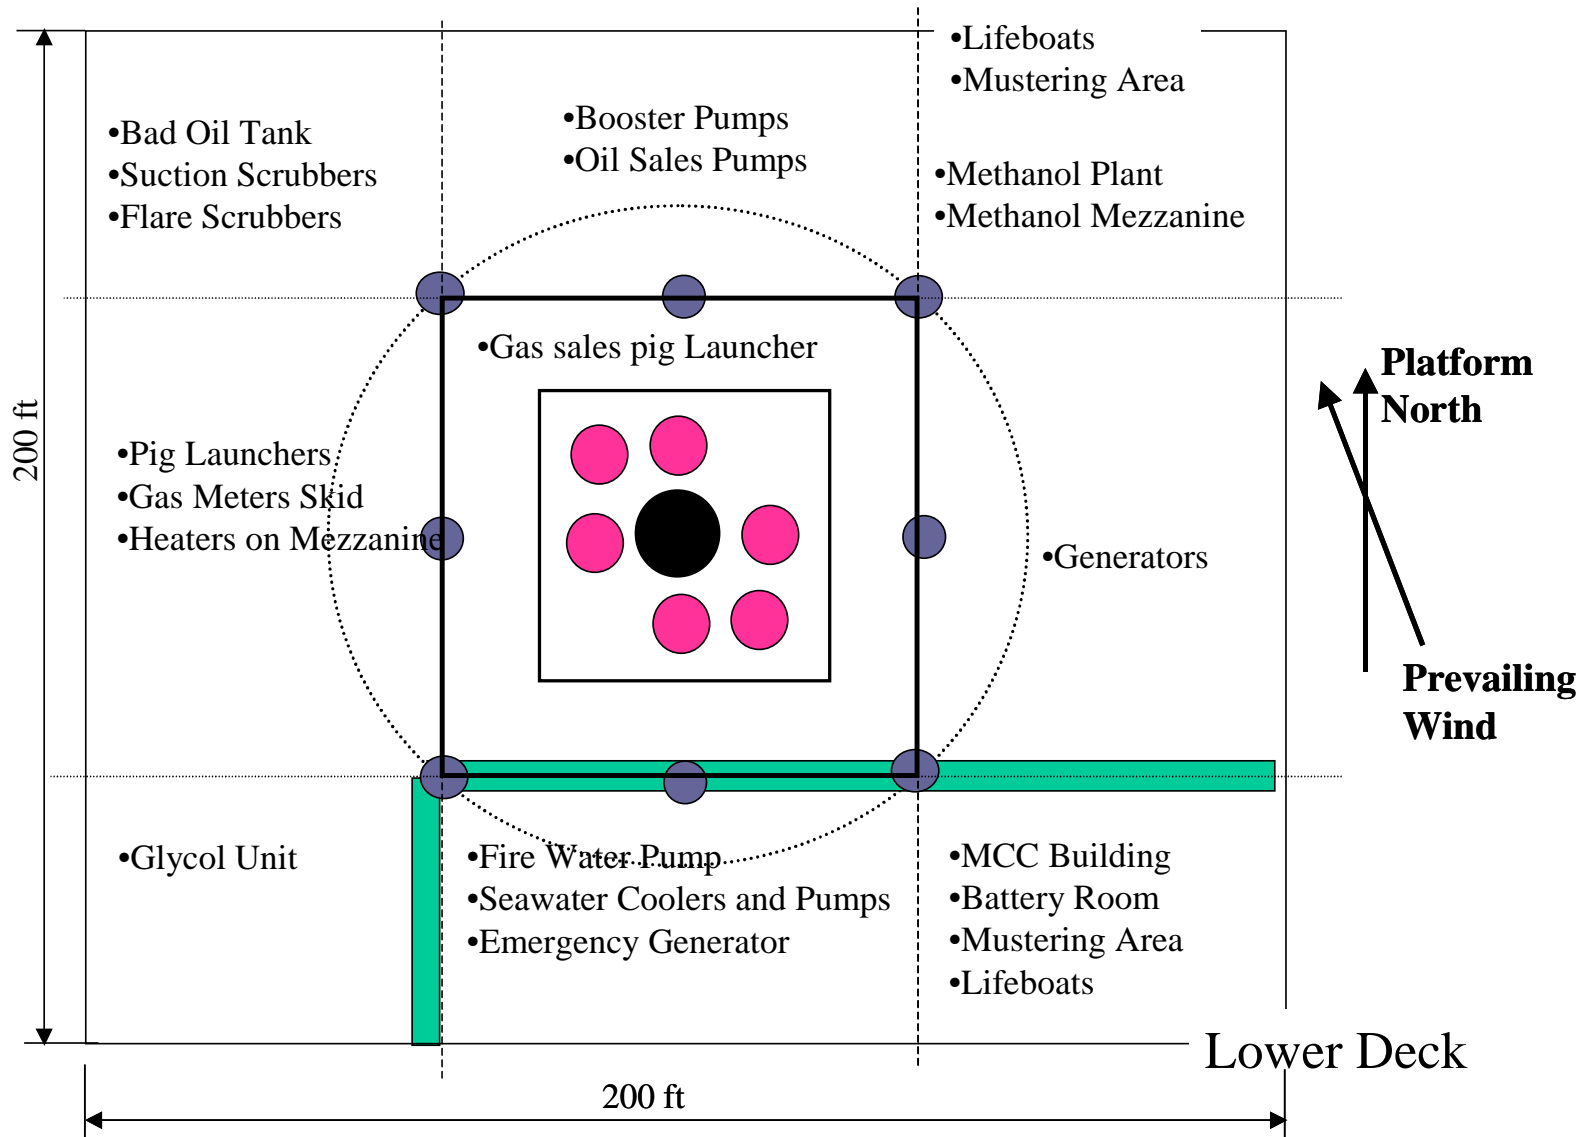 •Lifeboats
•Mustering Area
•Bad Oil Tank
•Suction Scrubbers
•Flare Scrubbers
•Booster Pumps
•Oil Sales Pumps
•Methanol Plant
•Methanol Mezzanine
•Gas sales pig Launcher
Platform
North
200 ft
•Pig Launchers
•Gas Meters Skid
•Heaters on Mezzanine
•Generators
Prevailing
Wind
•Glycol Unit
•Fire Water Pump
•Seawater Coolers and Pumps
•Emergency Generator
•MCC Building
•Battery Room
•Mustering Area
•Lifeboats
Lower Deck
200 ft